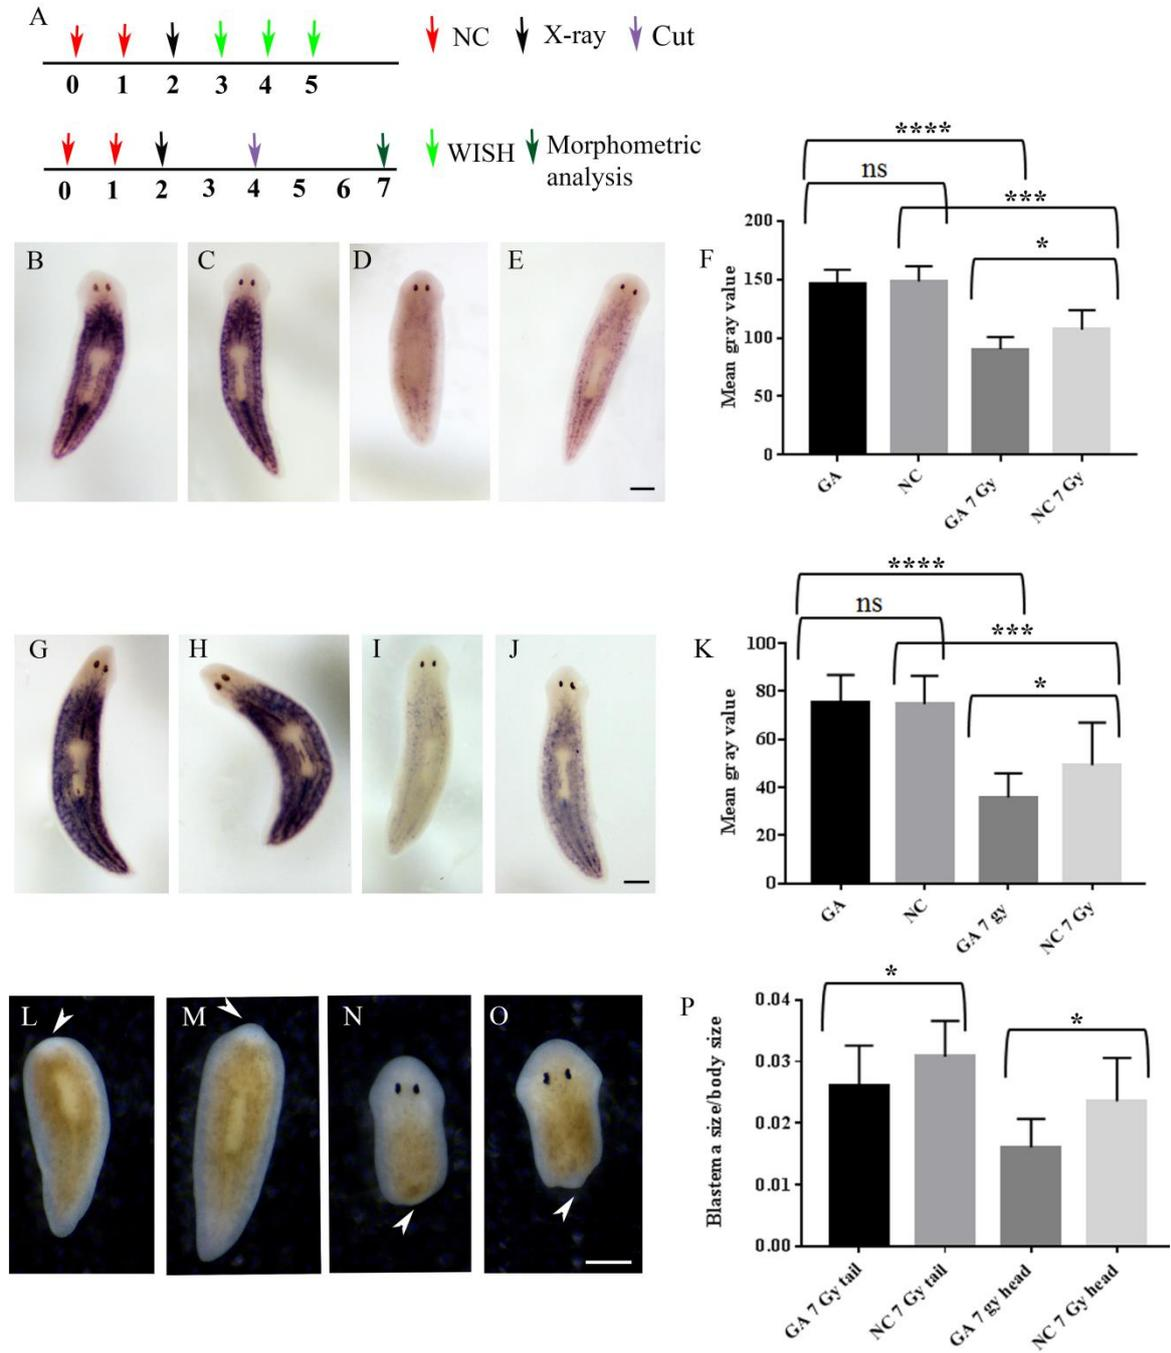 A
NC X-ray Cut
0 1 2 3 4 5
WISH Morphometric
analysis
0 1 2 3 4 5 6 7
B C D E
F
****
ns
***
*
200
150
100
50
0
Mean gray value
GA NC GA 7 Gy NC 7 Gy
G H I J
K
****
ns
***
*
100
80
60
40
20
0
Mean gray value
GA NC GA 7 gy NC 7 Gy
L M N O
P
*
*
0.04
0.03
0.02
0.01
0.00
Blastema size/body size
GA 7 Gy tail NC 7 Gy tail GA 7 gy head NC 7 Gy head